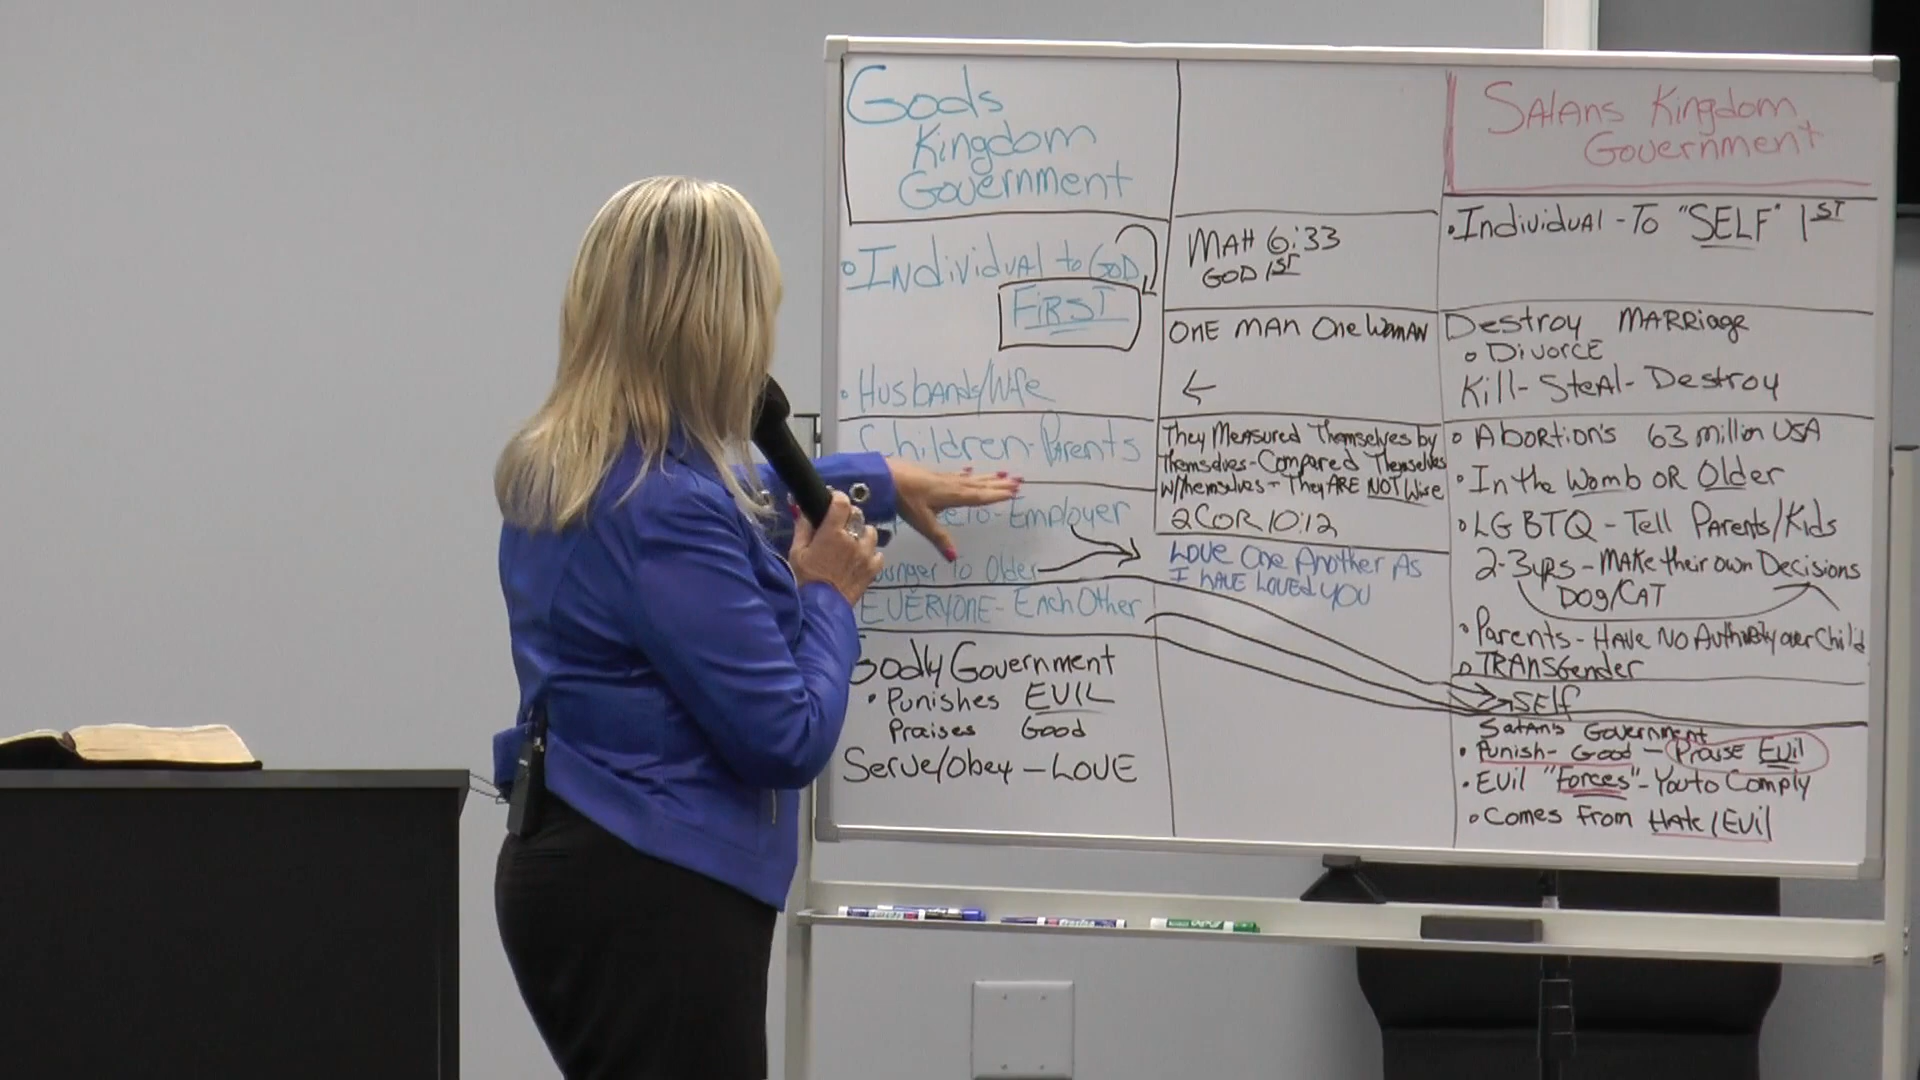 Gods
Kingdom
Government
• Individual to God
First
• Husbands/Wife
Children-Parents
Employer
Younger to Older
EVERYONE - Each Other
Godly Government
• Punishes EVIL
Praises Good
Serve/Obey - LOVE
MAtt 6:33
GOD 1ST
ONE MAN One WOMAN
←
They Measured Themselves by
Themselves-Compared Themselves
W/themselves - They ARE NOT Wise
2 COR 10:12
Love One Another As
I HAVE LOVED YOU
SATANs Kingdom
Government
• Individual - To "SELF" 1ST
Destroy MARRiage
• DIVORCE
Kill- Steal- Destroy
• Abortion's 63 million USA
• In the Womb OR Older
• LGBTQ - Tell Parents/Kids
2-3yrs - MAKE their own Decisions
DOg/CAT
• Parents - HAVE NO Authority over Child
• TRANSGender
SElf
Satan's Government
• Punish- Good - Praise Evil
• EVil "Forces" - You to Comply
• Comes From Hate/EVil